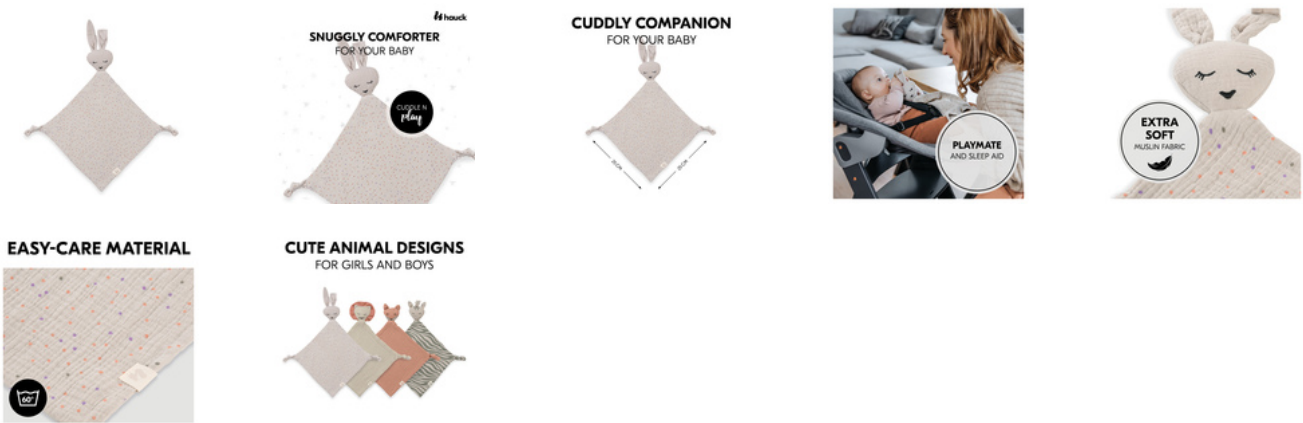 hauck
SNUGGLY COMFORTER
FOR YOUR BABY
CUDDLE N
play
CUDDLY COMPANION
FOR YOUR BABY
PLAYMATE
AND SLEEP AID
EXTRA
SOFT
MUSLIN FABRIC
EASY-CARE MATERIAL
60°
CUTE ANIMAL DESIGNS
FOR GIRLS AND BOYS